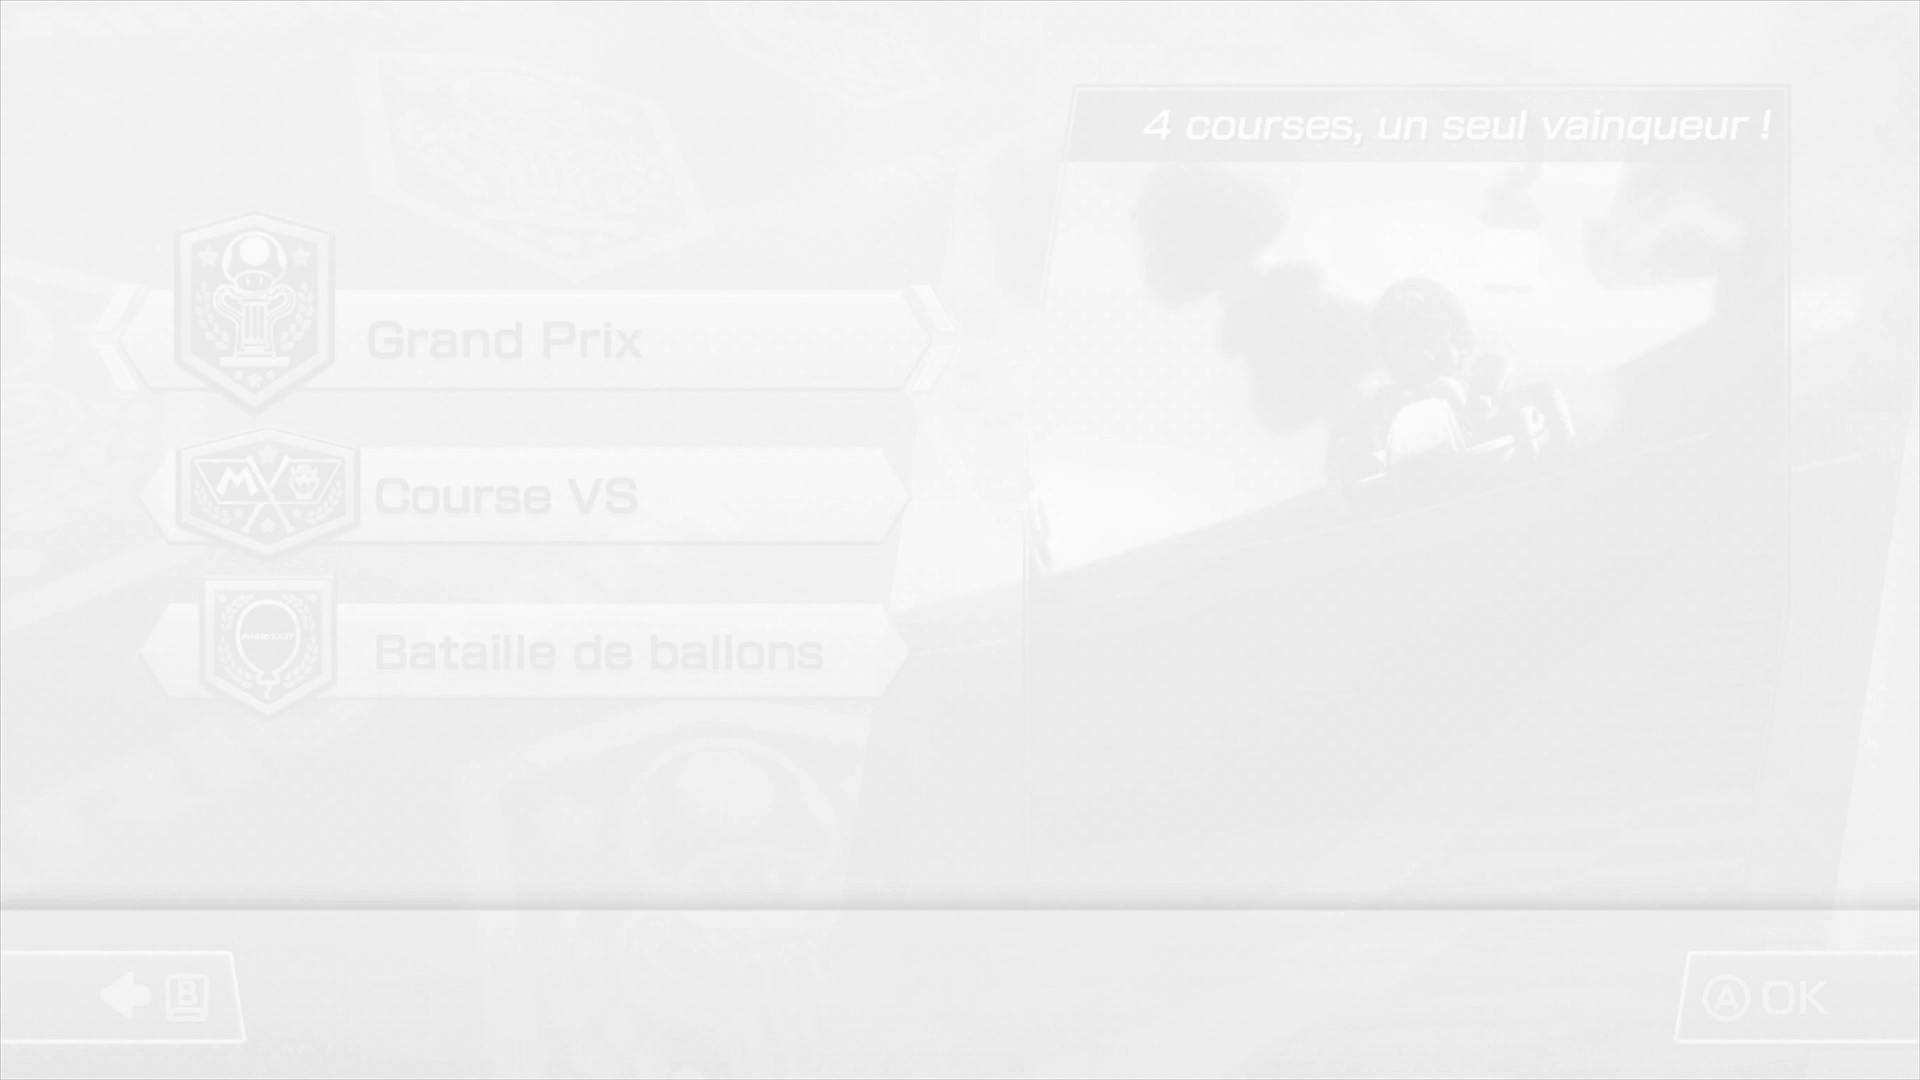 4 courses, un seul vainqueur !
Grand Prix
M
Course VS
Bataille de ballons
B
A OK